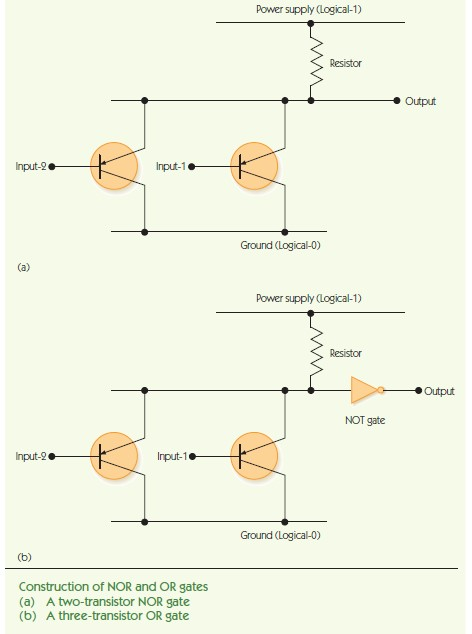 Power supply (Logical-1)
Resistor
Output
Input-2
Input-1
Ground (Logical-0)
(a)
Power supply (Logical-1)
Resistor
Output
NOT gate
Input-2
Input-1
Ground (Logical-0)
(b)
Construction of NOR and OR gates
(a) A two-transistor NOR gate
(b) A three-transistor OR gate